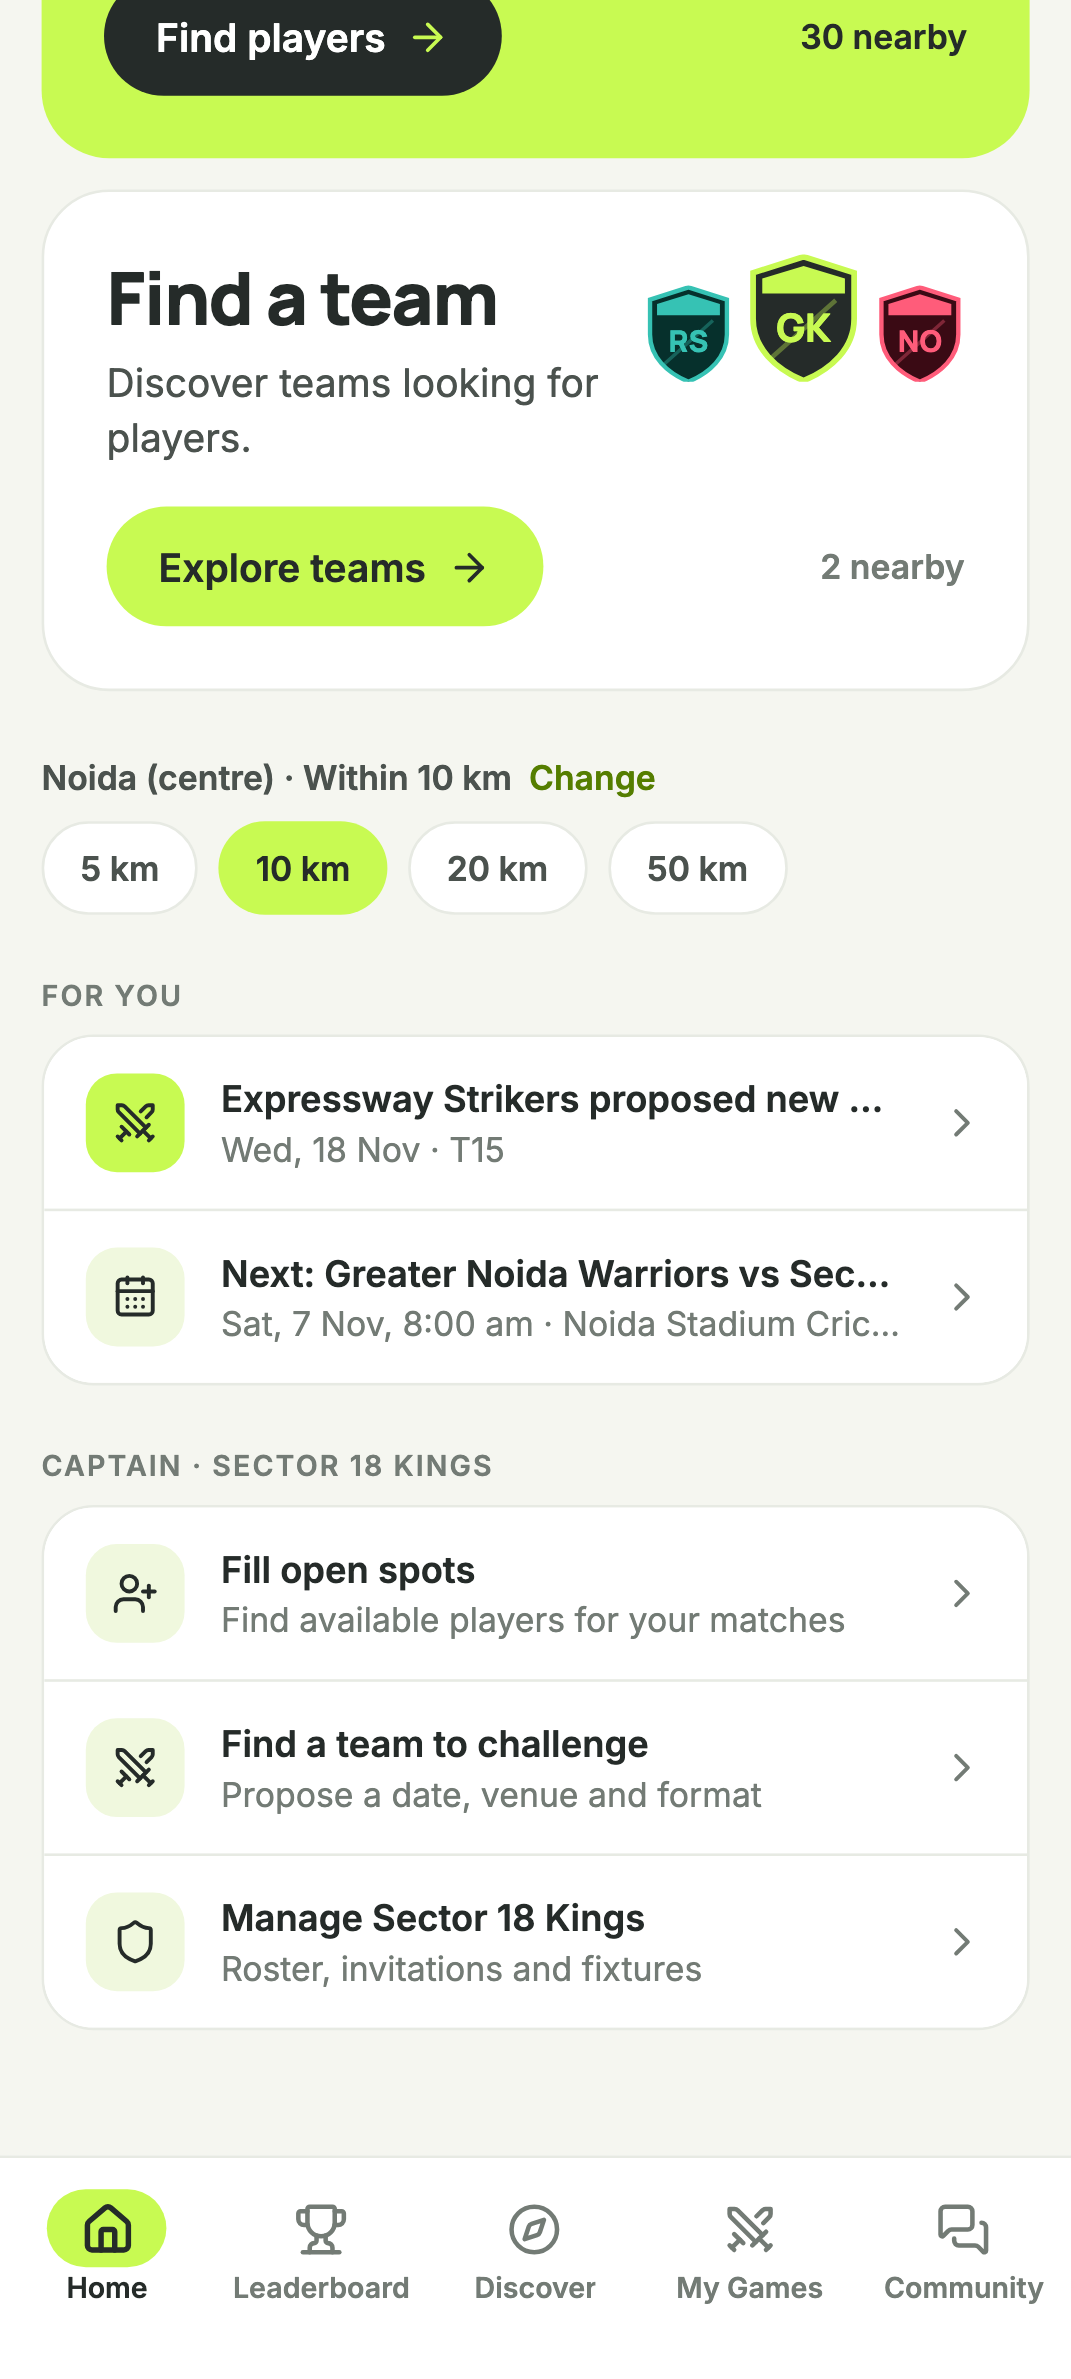 Find players
30 nearby
Find a team
RS
GK
NO
Discover teams looking for
players.
Explore teams
2 nearby
Noida (centre) · Within 10 km Change
5 km
10 km
20 km
50 km
FOR YOU
Expressway Strikers proposed new ...
Wed, 18 Nov · T15
Next: Greater Noida Warriors vs Sec...
Sat, 7 Nov, 8:00 am · Noida Stadium Cric...
CAPTAIN · SECTOR 18 KINGS
Fill open spots
Find available players for your matches
Find a team to challenge
Propose a date, venue and format
Manage Sector 18 Kings
Roster, invitations and fixtures
Home
Leaderboard
Discover
My Games
Community